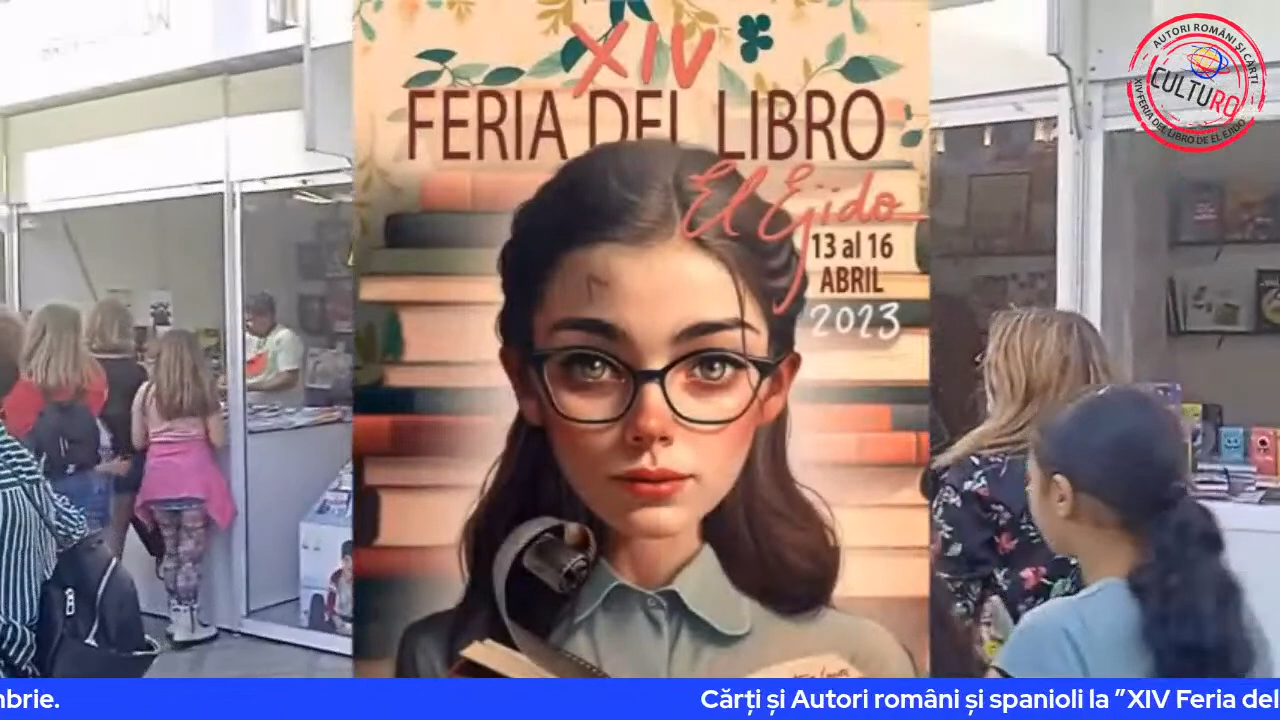 XIV
FERIA DEL LIBRO
El Ejido
13 al 16
ABRIL
2023
AUTORI ROMÂNI ȘI CĂRȚI
CULTURO
XIV FERIA DEL LIBRO DE EL EJIDO
mbrie.
Cărți și Autori români și spanioli la ”XIV Feria del